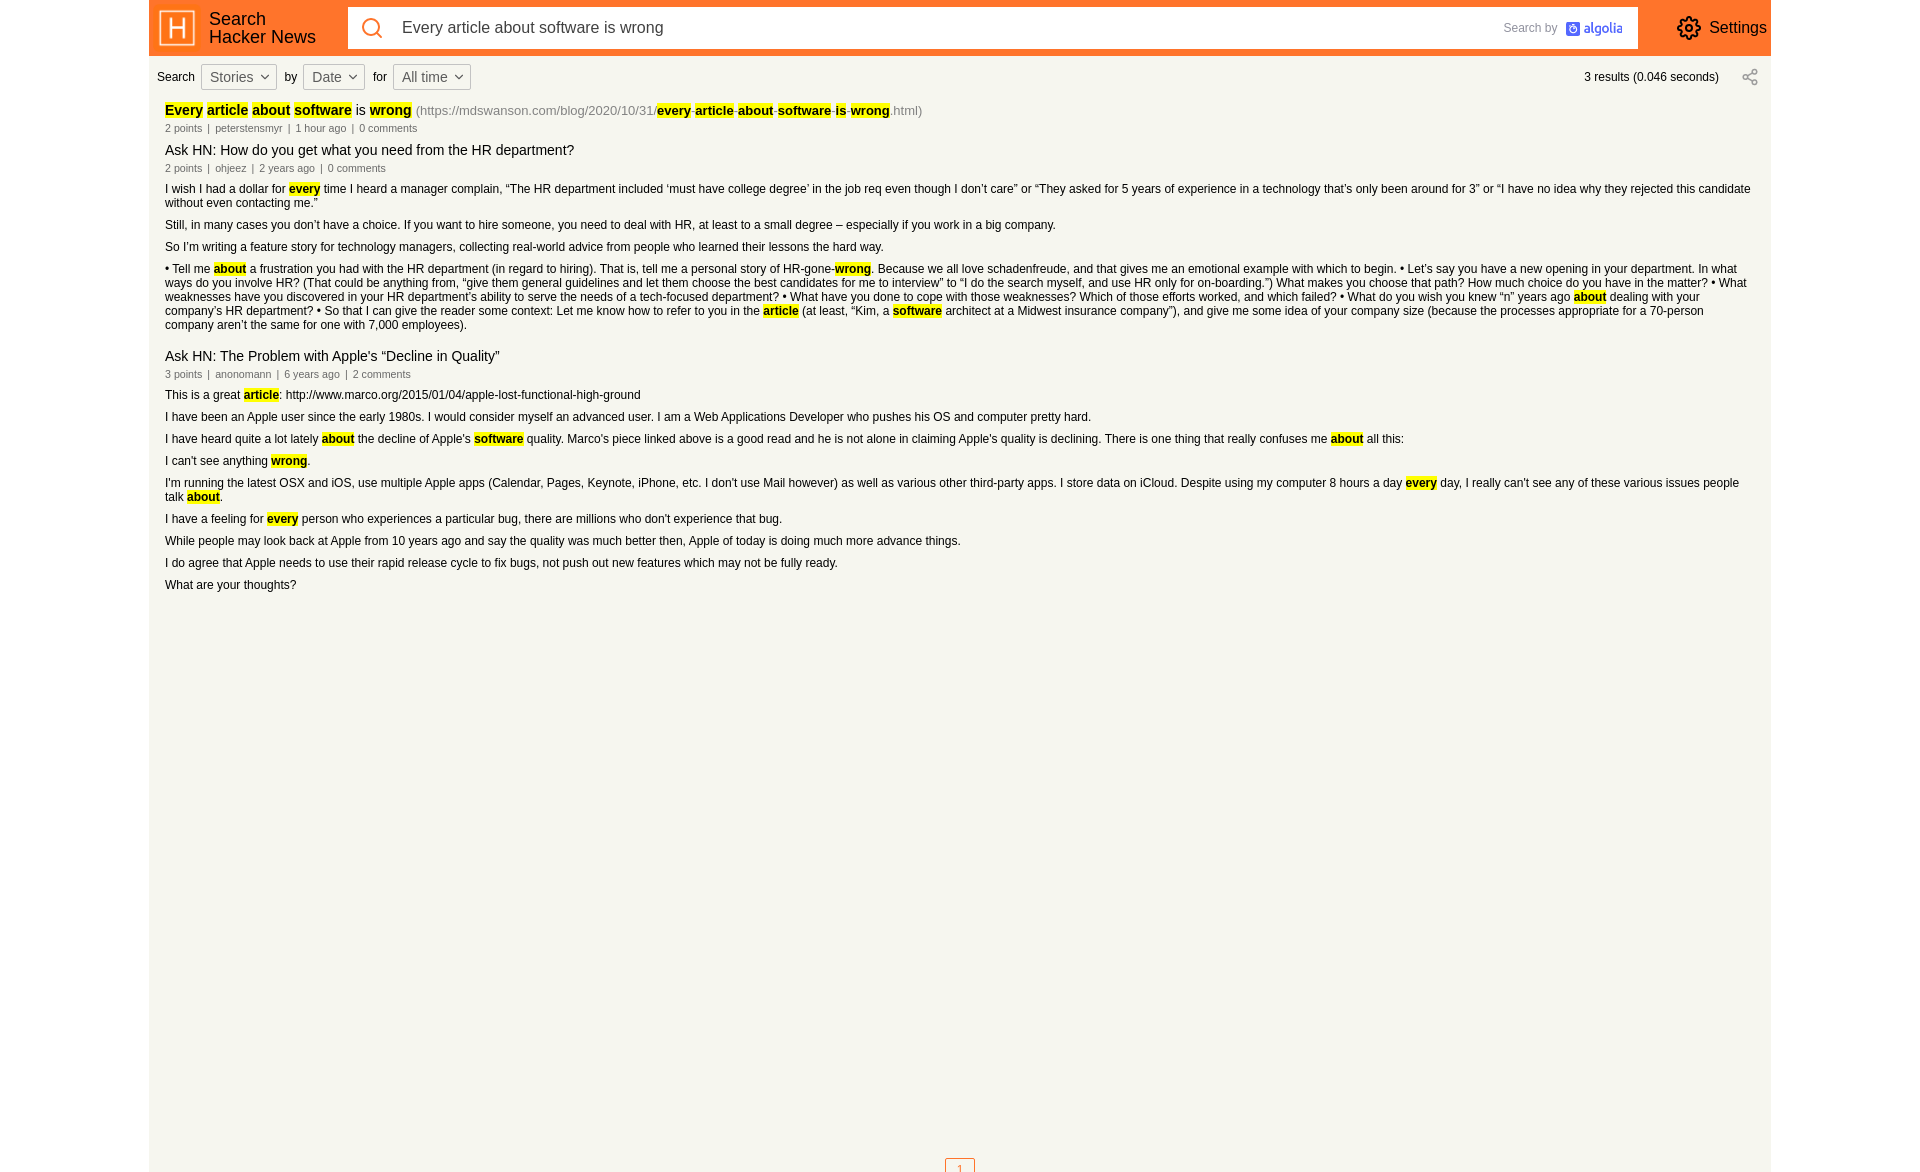 Search
Hacker News
Every article about software is wrong
Search by algolia
Settings
Search Stories by Date for All time
3 results (0.046 seconds)
Every article about software is wrong (https://mdswanson.com/blog/2020/10/31/every-article-about-software-is-wrong.html)
2 points | peterstensmyr | 1 hour ago | 0 comments
Ask HN: How do you get what you need from the HR department?
2 points | ohjeez | 2 years ago | 0 comments
I wish I had a dollar for every time I heard a manager complain, “The HR department included ‘must have college degree’ in the job req even though I don’t care” or “They asked for 5 years of experience in a technology that’s only been around for 3” or “I have no idea why they rejected this candidate
without even contacting me.”
Still, in many cases you don’t have a choice. If you want to hire someone, you need to deal with HR, at least to a small degree – especially if you work in a big company.
So I’m writing a feature story for technology managers, collecting real-world advice from people who learned their lessons the hard way.
• Tell me about a frustration you had with the HR department (in regard to hiring). That is, tell me a personal story of HR-gone-wrong. Because we all love schadenfreude, and that gives me an emotional example with which to begin. • Let’s say you have a new opening in your department. In what
ways do you involve HR? (That could be anything from, “give them general guidelines and let them choose the best candidates for me to interview” to “I do the search myself, and use HR only for on-boarding.”) What makes you choose that path? How much choice do you have in the matter? • What
weaknesses have you discovered in your HR department’s ability to serve the needs of a tech-focused department? • What have you done to cope with those weaknesses? Which of those efforts worked, and which failed? • What do you wish you knew “n” years ago about dealing with your
company’s HR department? • So that I can give the reader some context: Let me know how to refer to you in the article (at least, “Kim, a software architect at a Midwest insurance company”), and give me some idea of your company size (because the processes appropriate for a 70-person
company aren’t the same for one with 7,000 employees).
Ask HN: The Problem with Apple's “Decline in Quality”
3 points | anonomann | 6 years ago | 2 comments
This is a great article: http://www.marco.org/2015/01/04/apple-lost-functional-high-ground
I have been an Apple user since the early 1980s. I would consider myself an advanced user. I am a Web Applications Developer who pushes his OS and computer pretty hard.
I have heard quite a lot lately about the decline of Apple's software quality. Marco's piece linked above is a good read and he is not alone in claiming Apple's quality is declining. There is one thing that really confuses me about all this:
I can't see anything wrong.
I'm running the latest OSX and iOS, use multiple Apple apps (Calendar, Pages, Keynote, iPhone, etc. I don't use Mail however) as well as various other third-party apps. I store data on iCloud. Despite using my computer 8 hours a day every day, I really can't see any of these various issues people
talk about.
I have a feeling for every person who experiences a particular bug, there are millions who don't experience that bug.
While people may look back at Apple from 10 years ago and say the quality was much better then, Apple of today is doing much more advance things.
I do agree that Apple needs to use their rapid release cycle to fix bugs, not push out new features which may not be fully ready.
What are your thoughts?
1